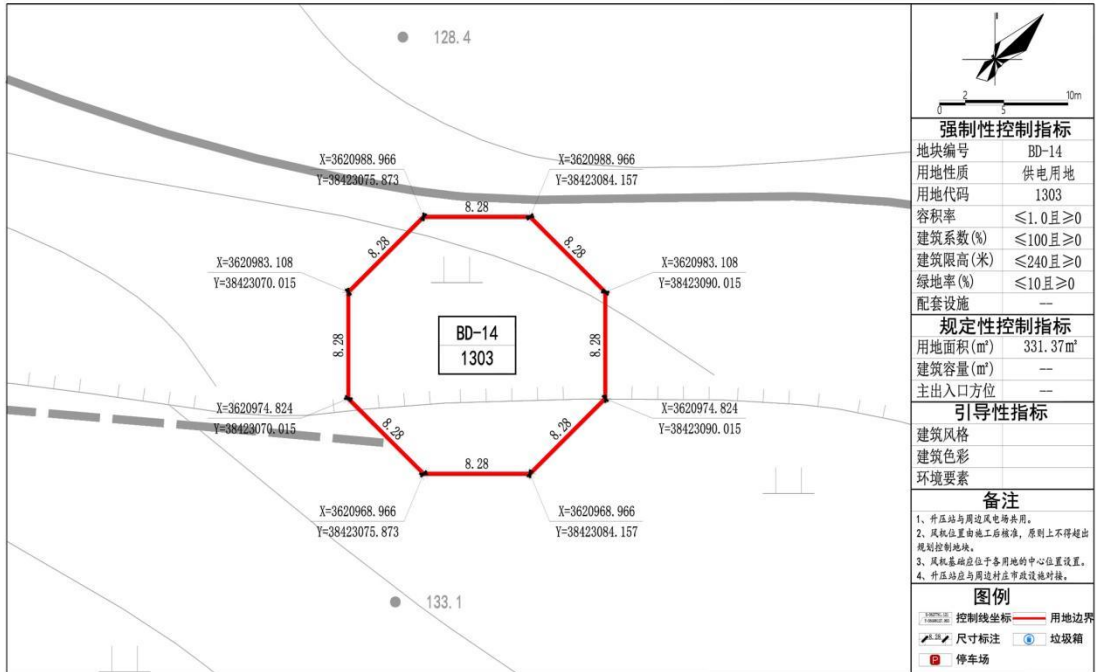 128.4
X=3620988.966
Y=38423075.873
X=3620988.966
Y=38423084.157
8.28
8.28
8.28
X=3620983.108
Y=38423070.015
X=3620983.108
Y=38423090.015
8.28
BD-14
1303
8.28
X=3620974.824
Y=38423070.015
X=3620974.824
Y=38423090.015
8.28
8.28
8.28
X=3620968.966
Y=38423075.873
X=3620968.966
Y=38423084.157
133.1
0 2 5 10m
强制性控制指标
地块编号 BD-14
用地性质 供电用地
用地代码 1303
容积率 ≤1.0且≥0
建筑系数(%) ≤100且≥0
建筑限高(米) ≤240且≥0
绿地率(%) ≤10且≥0
配套设施 --
规定性控制指标
用地面积(㎡) 331.37㎡
建筑容量(㎡) --
主出入口方位 --
引导性指标
建筑风格
建筑色彩
环境要素
备注
1、升压站与周边风电场共用。
2、风机位置由施工后核准，原则上不得超出
规划控制地块。
3、风机基础应位于各用地的中心位置设置。
4、升压站应与周边村庄市政设施对接。
图例
控制线坐标 用地边界
8.28 尺寸标注 垃圾箱
P 停车场